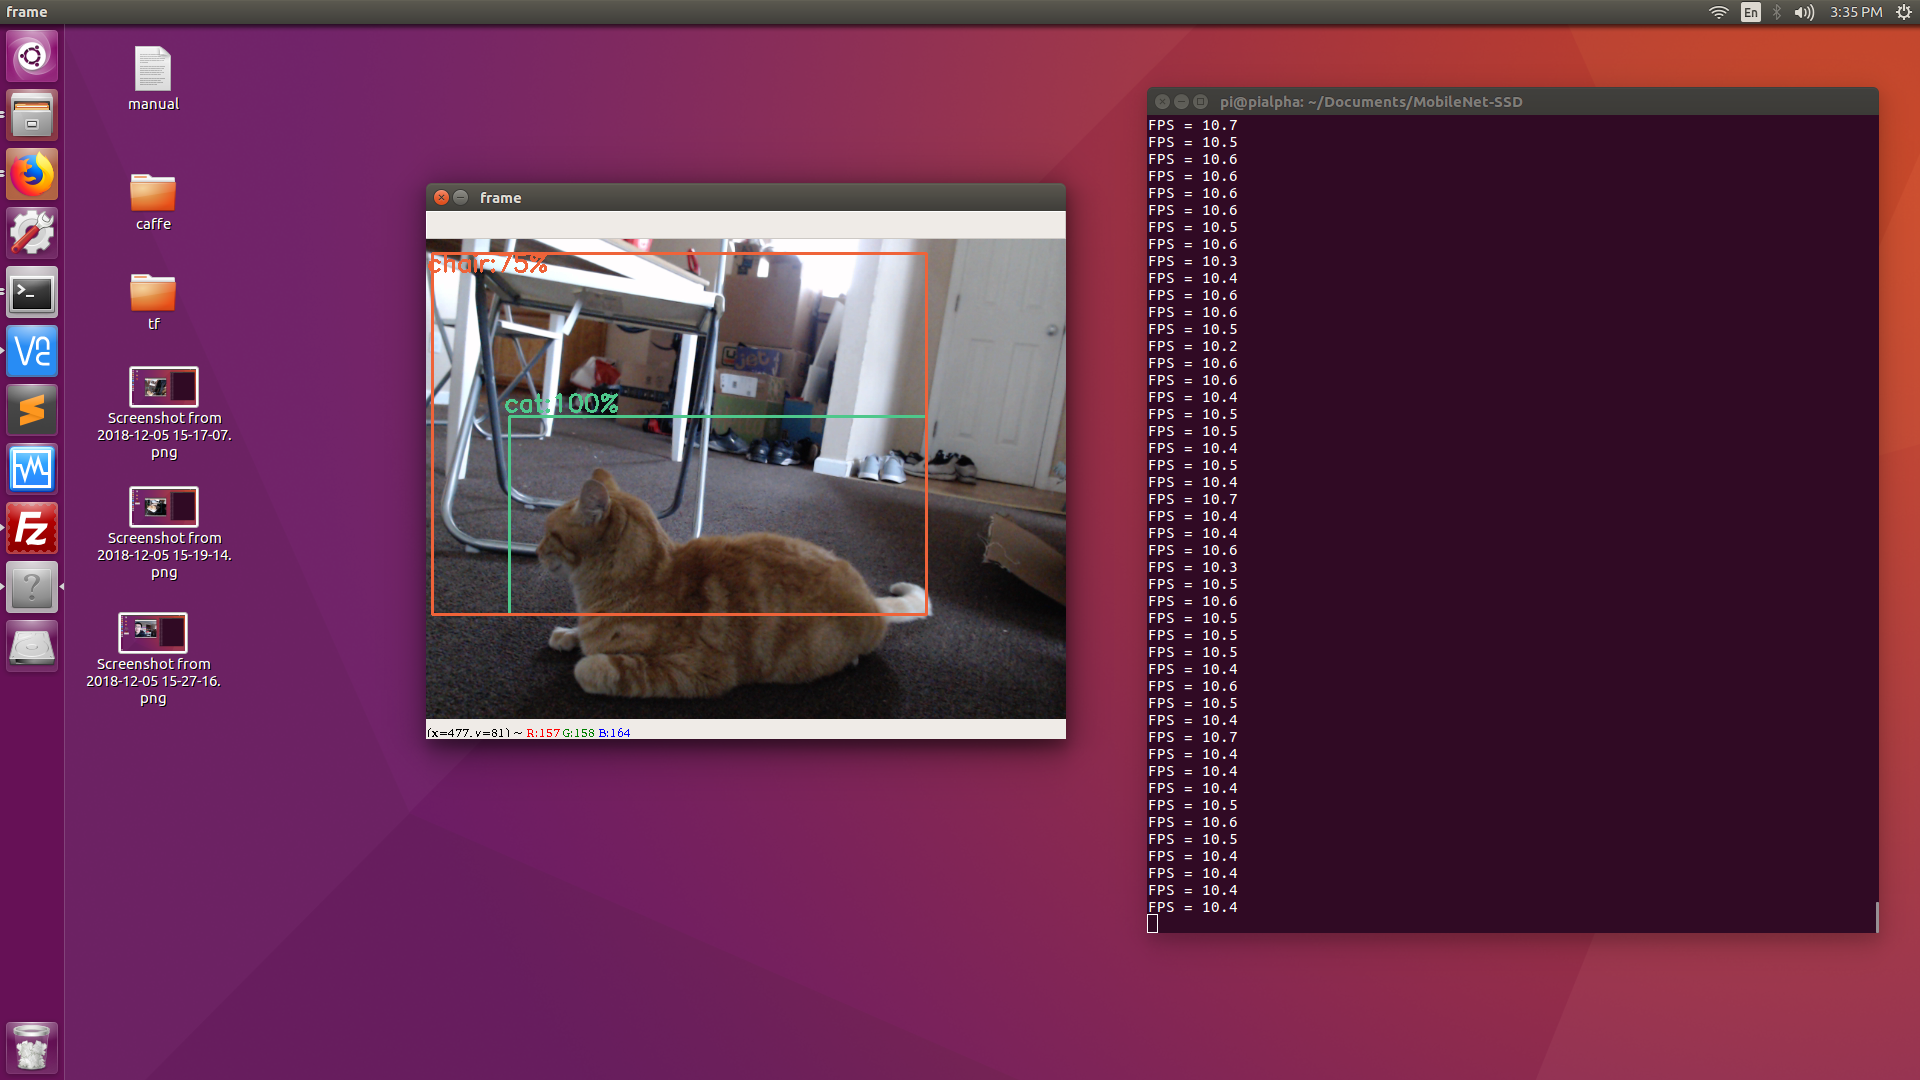 frame
En
3:35 PM
manual
caffe
tf
Screenshot from
2018-12-05 15-17-07.
png
Screenshot from
2018-12-05 15-19-14.
png
Screenshot from
2018-12-05 15-27-16.
png
>_
Vnc
Fz
?
frame
chair:75%
cat:100%
jet
(x=477, y=81) ~ R:157 G:158 B:164
pi@pialpha: ~/Documents/MobileNet-SSD
FPS = 10.7
FPS = 10.5
FPS = 10.6
FPS = 10.6
FPS = 10.6
FPS = 10.6
FPS = 10.5
FPS = 10.6
FPS = 10.3
FPS = 10.4
FPS = 10.6
FPS = 10.6
FPS = 10.5
FPS = 10.2
FPS = 10.6
FPS = 10.6
FPS = 10.4
FPS = 10.5
FPS = 10.5
FPS = 10.4
FPS = 10.5
FPS = 10.4
FPS = 10.7
FPS = 10.4
FPS = 10.4
FPS = 10.6
FPS = 10.3
FPS = 10.5
FPS = 10.6
FPS = 10.5
FPS = 10.5
FPS = 10.5
FPS = 10.4
FPS = 10.6
FPS = 10.5
FPS = 10.4
FPS = 10.7
FPS = 10.4
FPS = 10.4
FPS = 10.4
FPS = 10.5
FPS = 10.6
FPS = 10.5
FPS = 10.4
FPS = 10.4
FPS = 10.4
FPS = 10.4